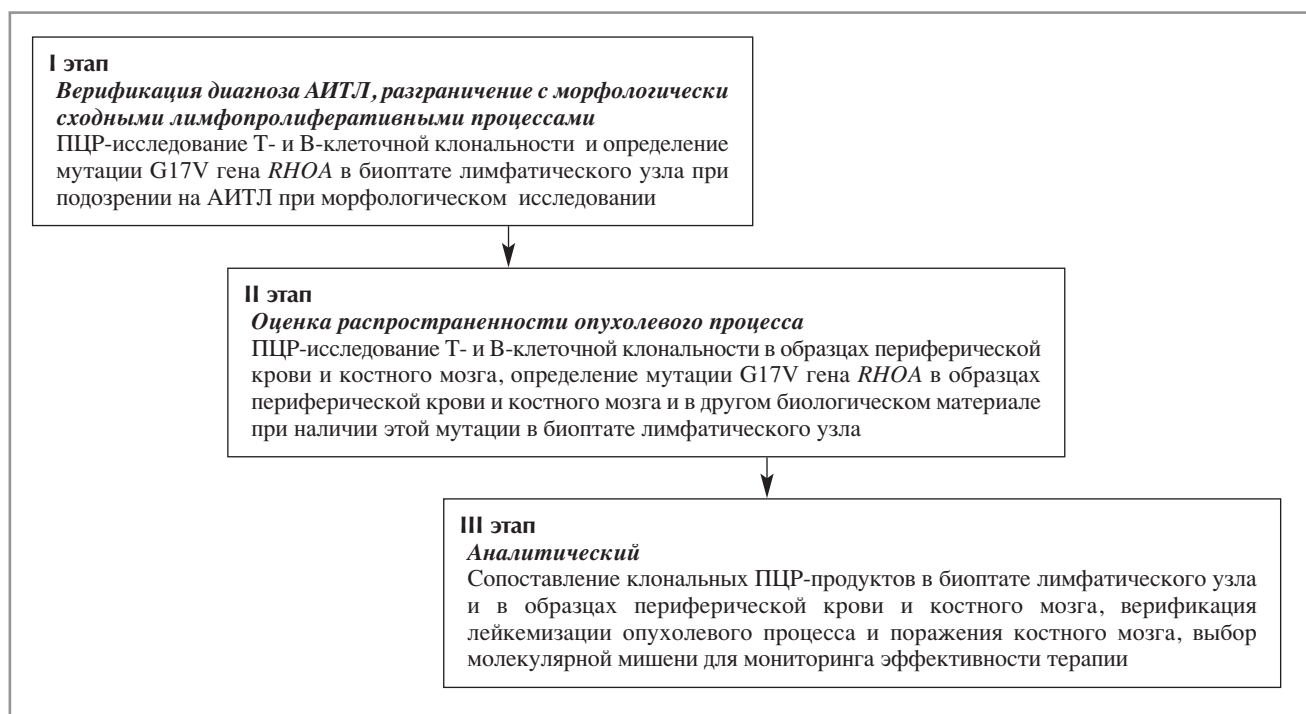 I этап
Верификация диагноза АИТЛ, разграничение с морфологически
сходными лимфопролиферативными процессами
ПЦР-исследование Т- и В-клеточной клональности и определение
мутации G17V гена RHOA в биоптате лимфатического узла при
подозрении на АИТЛ при морфологическом исследовании
II этап
Оценка распространенности опухолевого процесса
ПЦР-исследование Т- и В-клеточной клональности в образцах периферической
крови и костного мозга, определение мутации G17V гена RHOA в образцах
периферической крови и костного мозга и в другом биологическом материале
при наличии этой мутации в биоптате лимфатического узла
III этап
Аналитический
Сопоставление клональных ПЦР-продуктов в биоптате лимфатического узла
и в образцах периферической крови и костного мозга, верификация
лейкемизации опухолевого процесса и поражения костного мозга, выбор
молекулярной мишени для мониторинга эффективности терапии